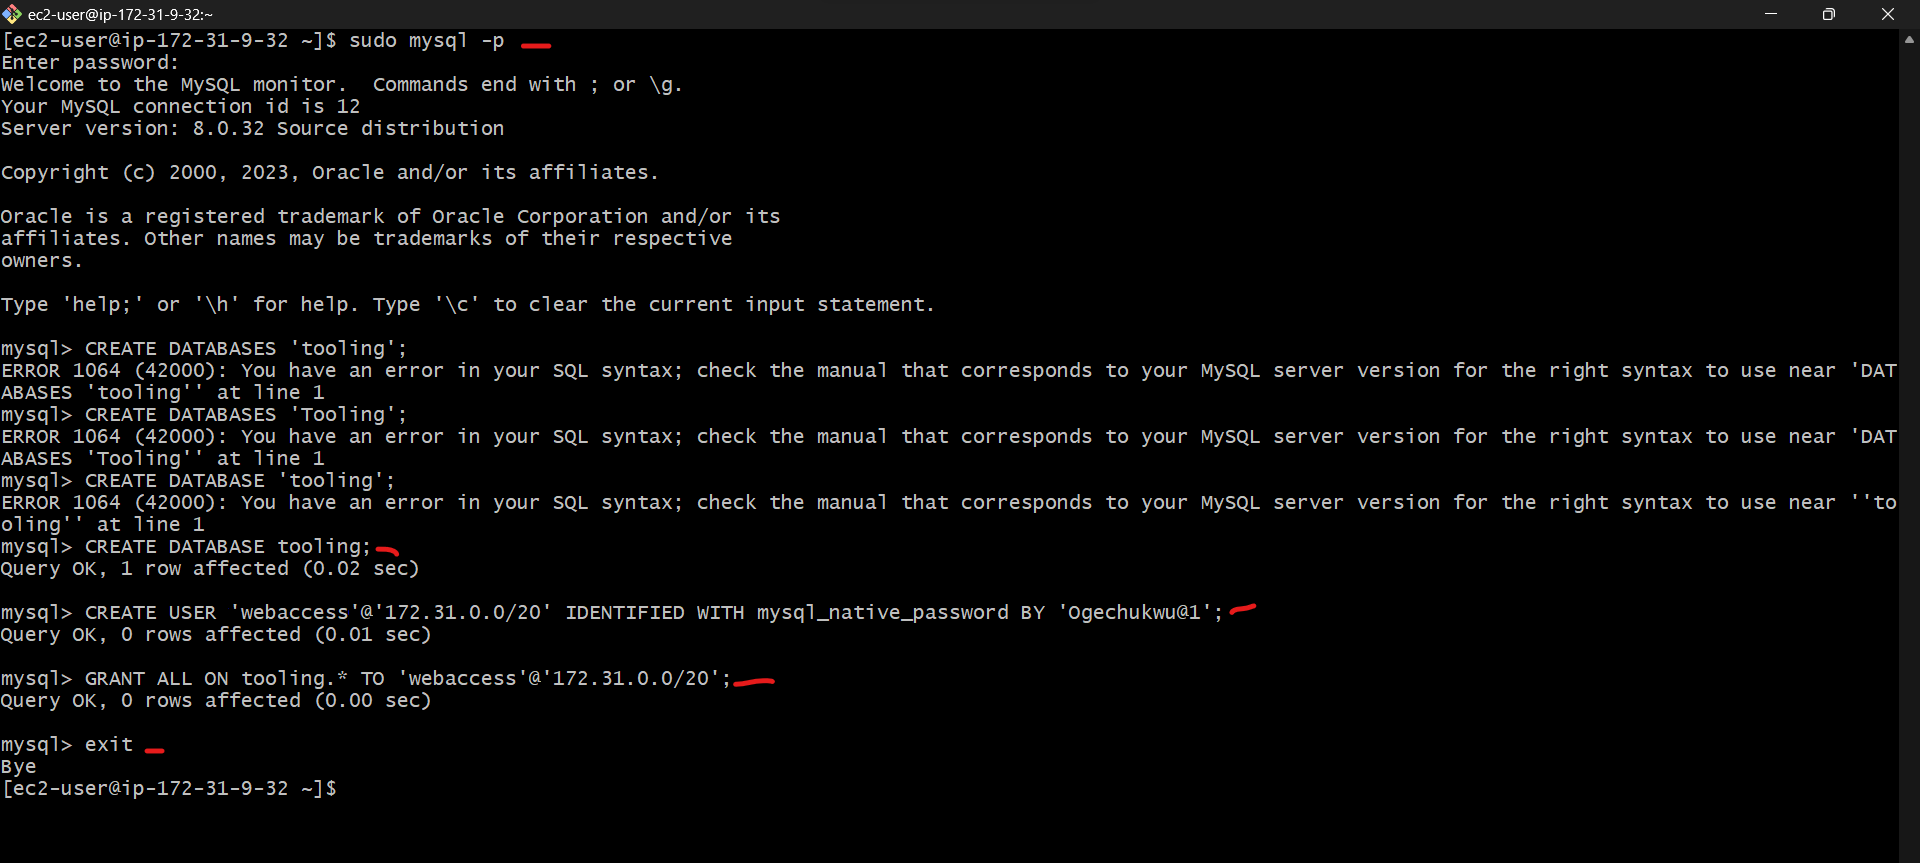 ec2-user@ip-172-31-9-32:~
[ec2-user@ip-172-31-9-32 ~]$ sudo mysql -p
Enter password:
Welcome to the MySQL monitor.  Commands end with ; or \g.
Your MySQL connection id is 12
Server version: 8.0.32 Source distribution

Copyright (c) 2000, 2023, Oracle and/or its affiliates.

Oracle is a registered trademark of Oracle Corporation and/or its
affiliates. Other names may be trademarks of their respective
owners.

Type 'help;' or '\h' for help. Type '\c' to clear the current input statement.

mysql> CREATE DATABASES 'tooling';
ERROR 1064 (42000): You have an error in your SQL syntax; check the manual that corresponds to your MySQL server version for the right syntax to use near 'DAT
ABASES 'tooling'' at line 1
mysql> CREATE DATABASES 'Tooling';
ERROR 1064 (42000): You have an error in your SQL syntax; check the manual that corresponds to your MySQL server version for the right syntax to use near 'DAT
ABASES 'Tooling'' at line 1
mysql> CREATE DATABASE 'tooling';
ERROR 1064 (42000): You have an error in your SQL syntax; check the manual that corresponds to your MySQL server version for the right syntax to use near ''to
oling'' at line 1
mysql> CREATE DATABASE tooling;
Query OK, 1 row affected (0.02 sec)

mysql> CREATE USER 'webaccess'@'172.31.0.0/20' IDENTIFIED WITH mysql_native_password BY 'Ogechukwu@1';
Query OK, 0 rows affected (0.01 sec)

mysql> GRANT ALL ON tooling.* TO 'webaccess'@'172.31.0.0/20';
Query OK, 0 rows affected (0.00 sec)

mysql> exit
Bye
[ec2-user@ip-172-31-9-32 ~]$